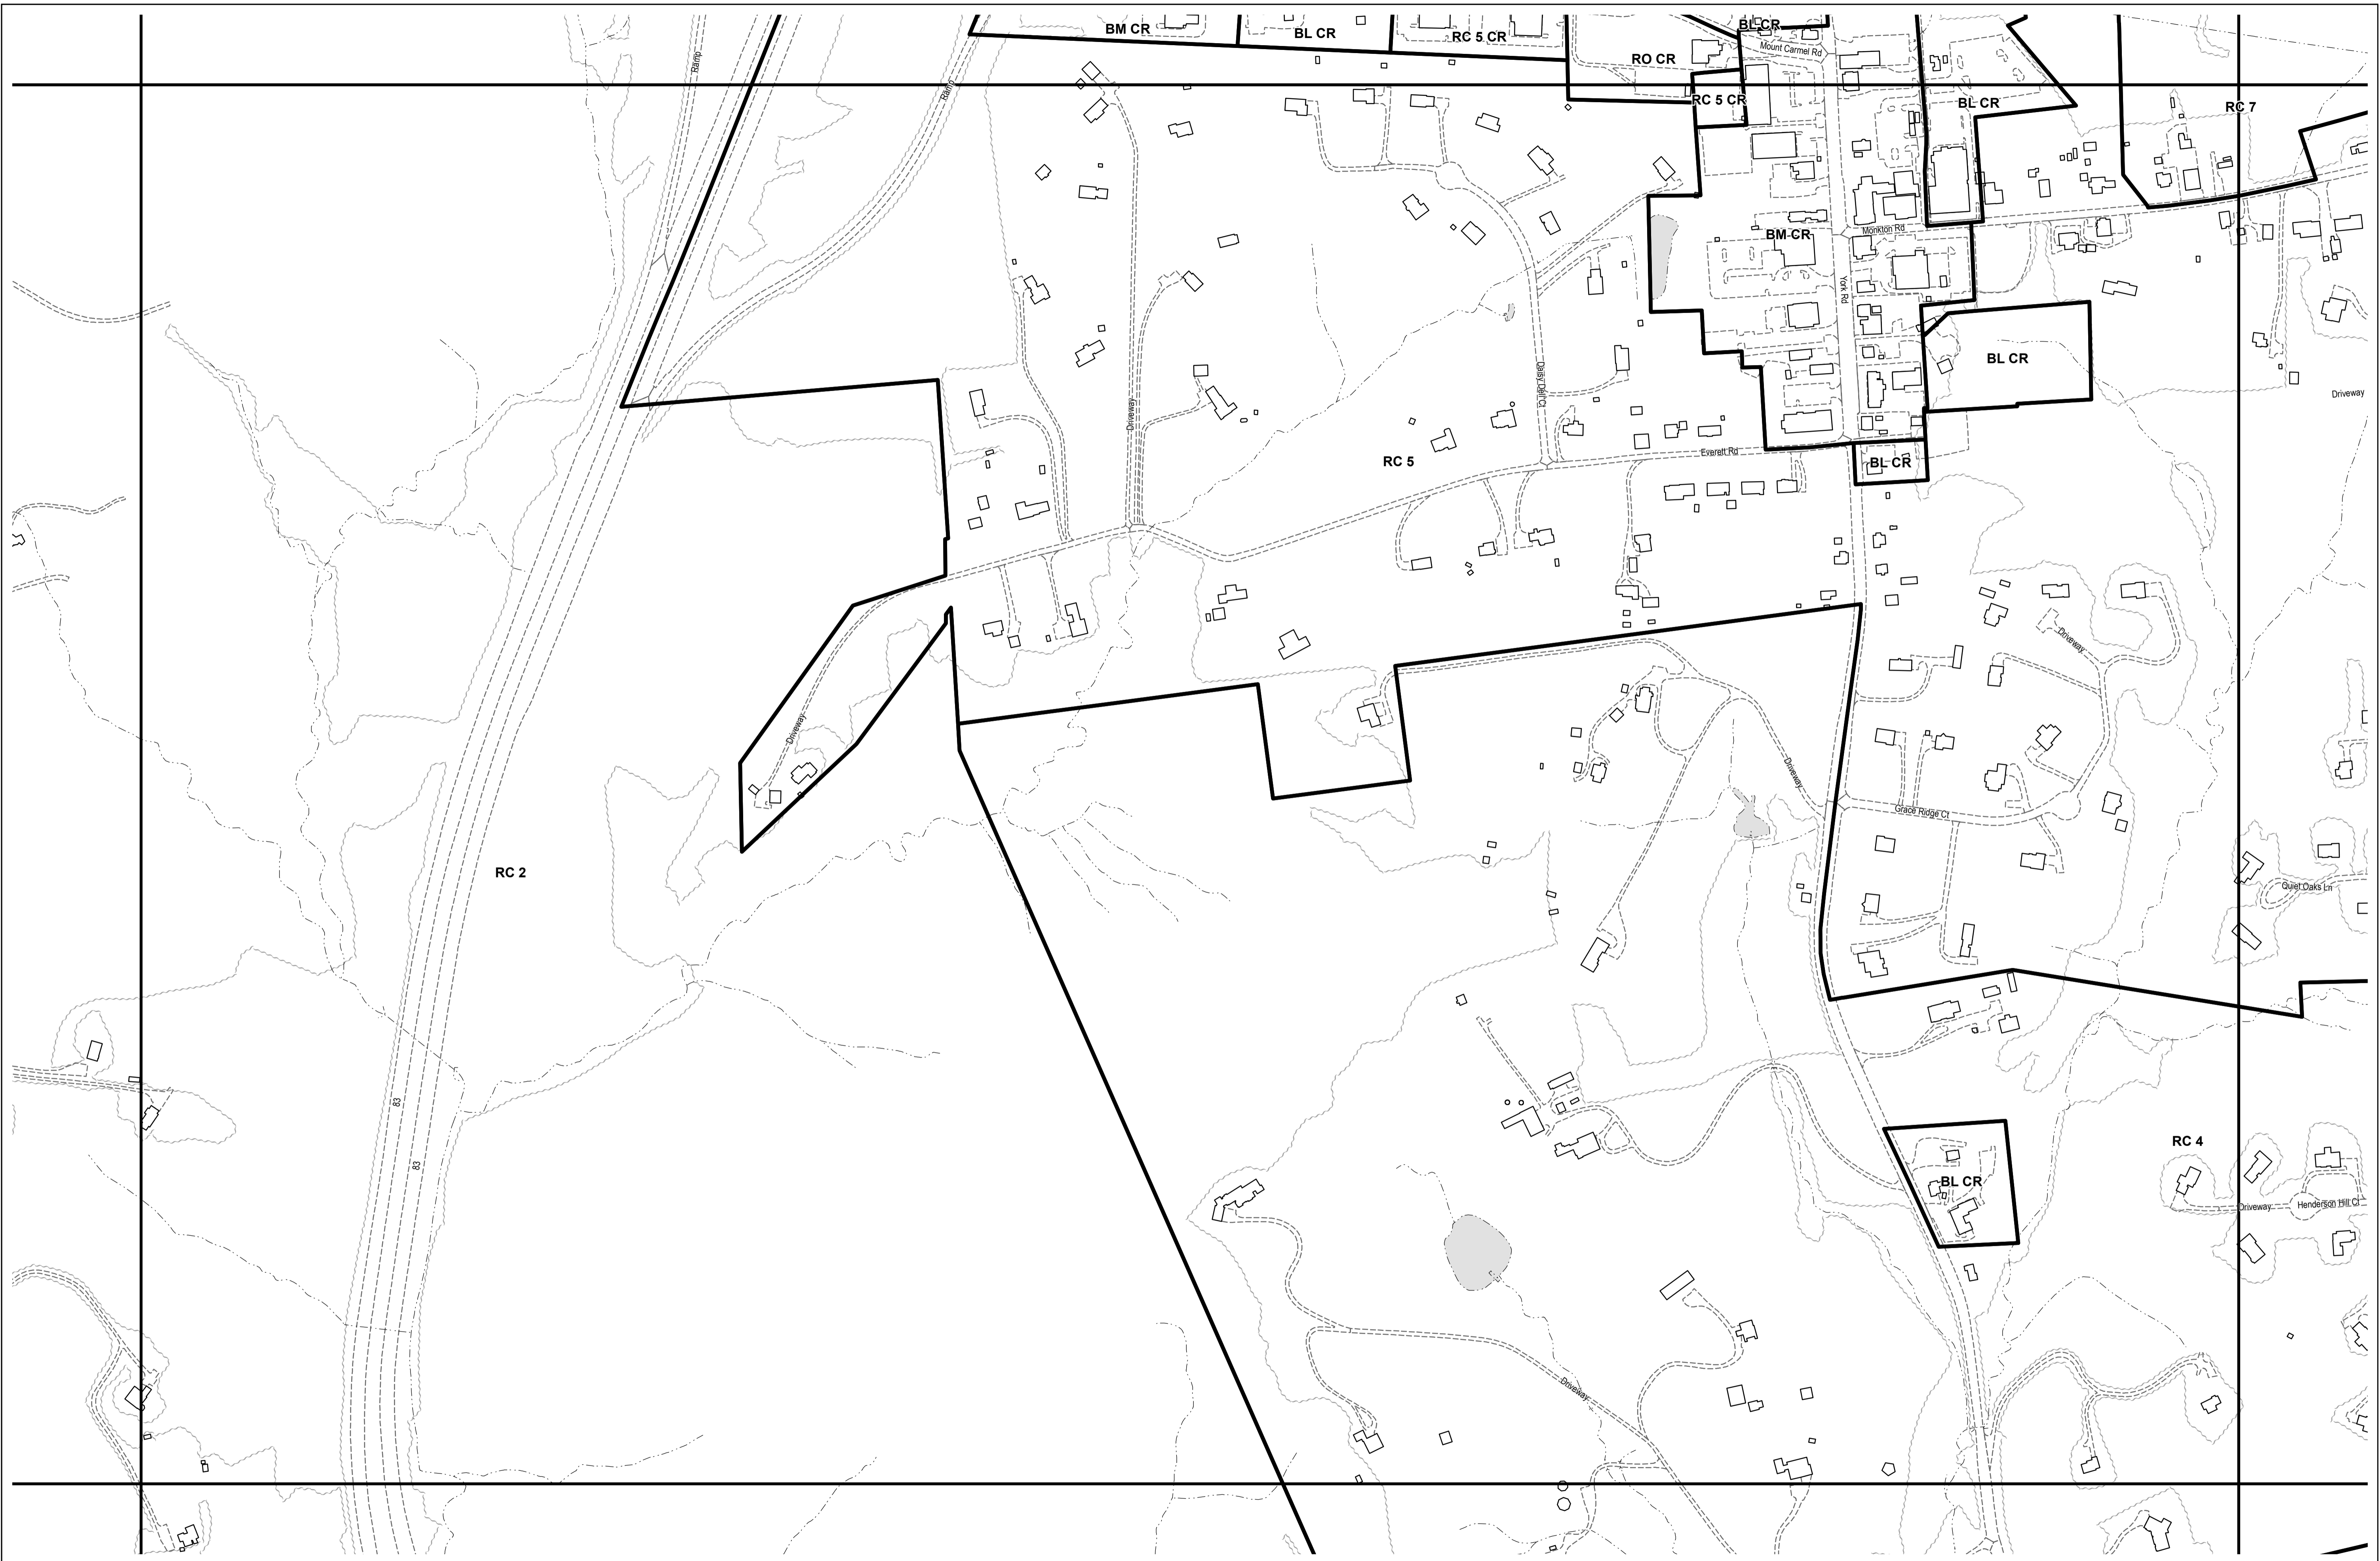 BM CR
BL CR
RC 5 CR
RO CR
BL CR
Mount Carmel Rd
Ramp
Ramp
RC 5 CR
BL CR
RC 7
Monkton Rd
BM CR
York Rd
BL CR
Driveway
Driveway
Daisy Dell Ct
RC 5
Everett Rd
BL CR
Driveway
Driveway
Driveway
Grace Ridge Ct
RC 2
Quiet Oaks Ln
83
83
RC 4
BL CR
Driveway
Henderson Hill Ct
Driveway